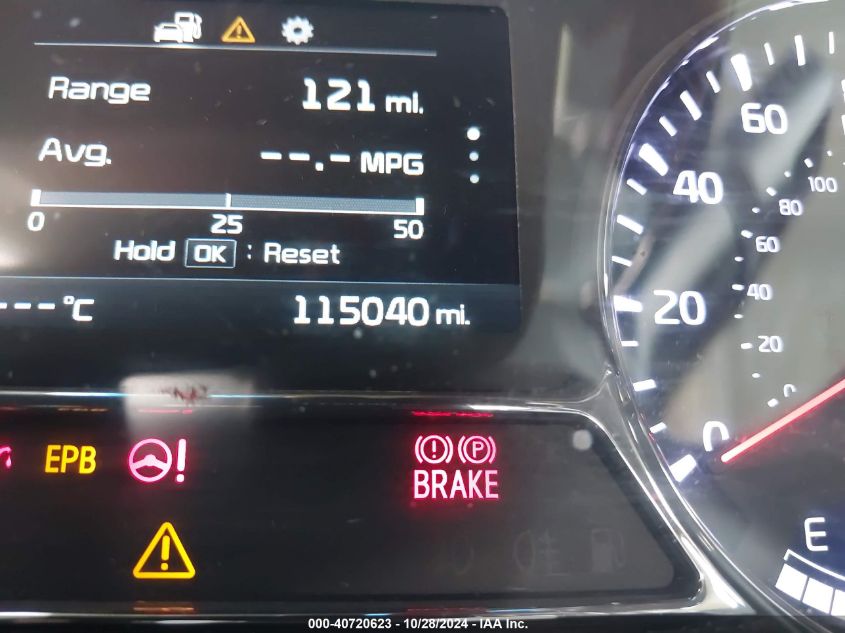 Range 121 mi.
Avg. --.- MPG
0 25 50
Hold OK : Reset
---°C 115040 mi.
60
40
20
0
100
80
60
40
20
0
EPB ! (!) (P)
BRAKE
!
E
000-40720623 - 10/28/2024 - IAA Inc.